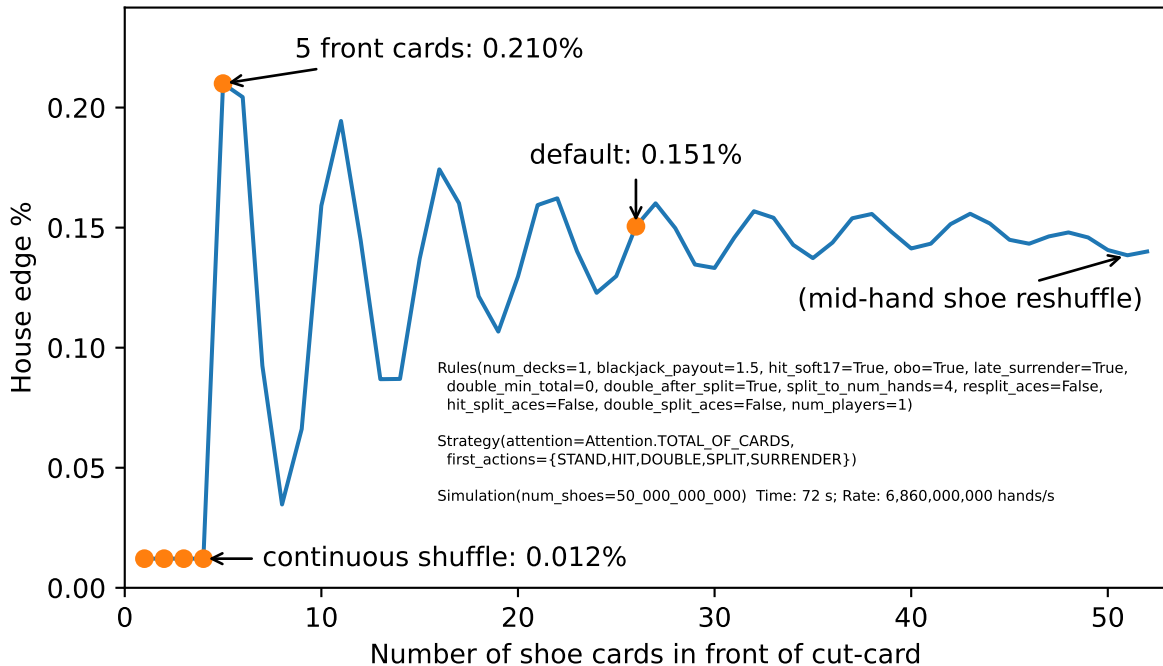 5 front cards: 0.210%
0.20
default: 0.151%
0.15
(mid-hand shoe reshuffle)
House edge %
0.10
Rules(num_decks=1, blackjack_payout=1.5, hit_soft17=True, obo=True, late_surrender=True,
double_min_total=0, double_after_split=True, split_to_num_hands=4, resplit_aces=False,
hit_split_aces=False, double_split_aces=False, num_players=1)
Strategy(attention=Attention.TOTAL_OF_CARDS,
first_actions={STAND,HIT,DOUBLE,SPLIT,SURRENDER})
0.05
Simulation(num_shoes=50_000_000_000)  Time: 72 s; Rate: 6,860,000,000 hands/s
continuous shuffle: 0.012%
0.00
0 10 20 30 40 50
Number of shoe cards in front of cut-card